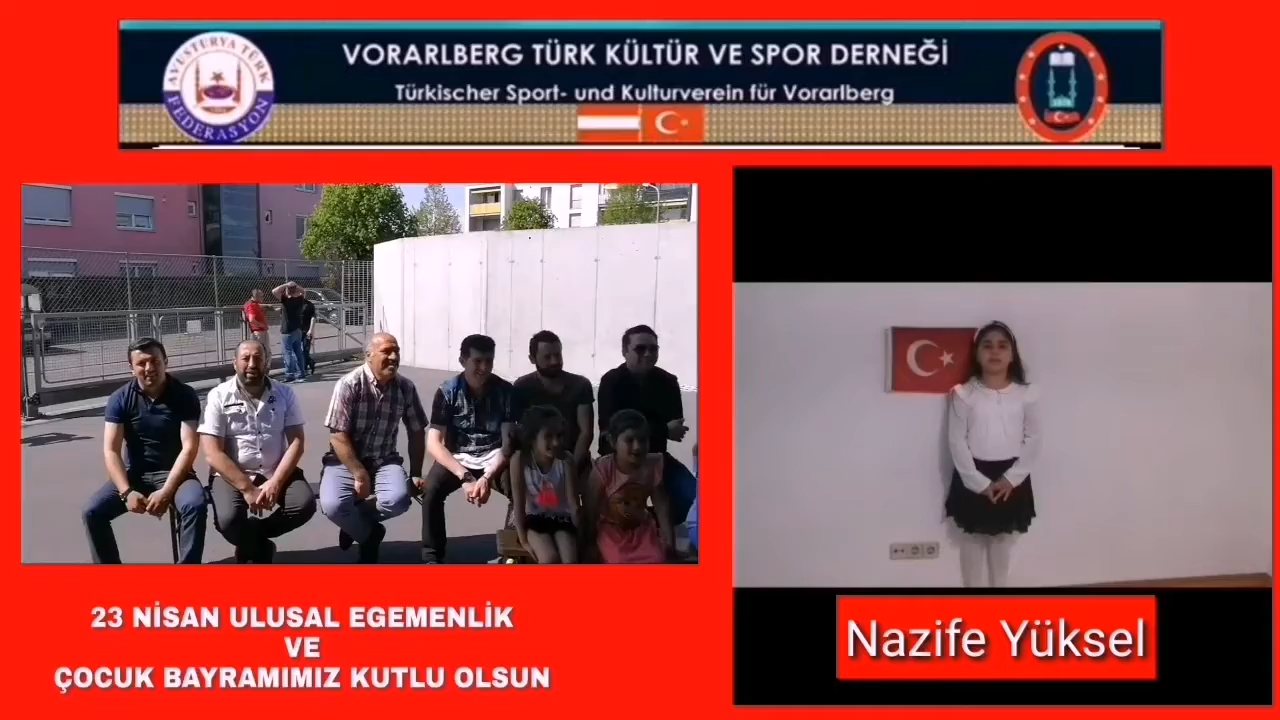 VORARLBERG TÜRK KÜLTÜR VE SPOR DERNEĞİ
Türkischer Sport- und Kulturverein für Vorarlberg
AVUSTURYA TÜRK
FEDERASYON
23 NİSAN ULUSAL EGEMENLİK
VE
ÇOCUK BAYRAMIMIZ KUTLU OLSUN
Nazife Yüksel